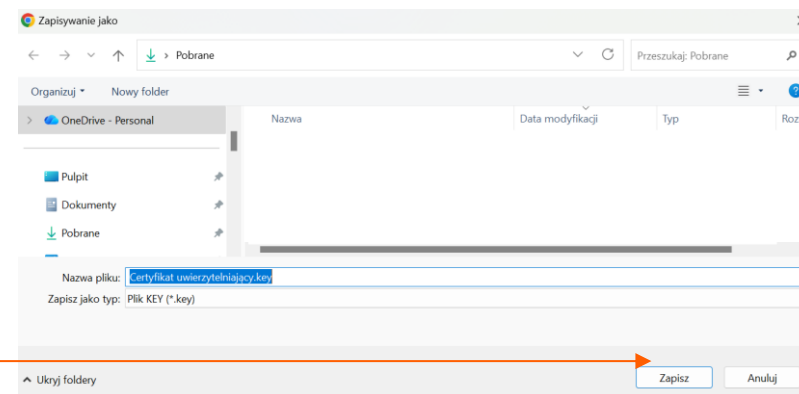 Zapisywanie jako
Pobrane
Przeszukaj: Pobrane
Organizuj Nowy folder
OneDrive - Personal
Nazwa Data modyfikacji Typ Roz
Pulpit
Dokumenty
Pobrane
Nazwa pliku: Certyfikat uwierzytelniający.key
Zapisz jako typ: Plik KEY (*.key)
Ukryj foldery Zapisz Anuluj